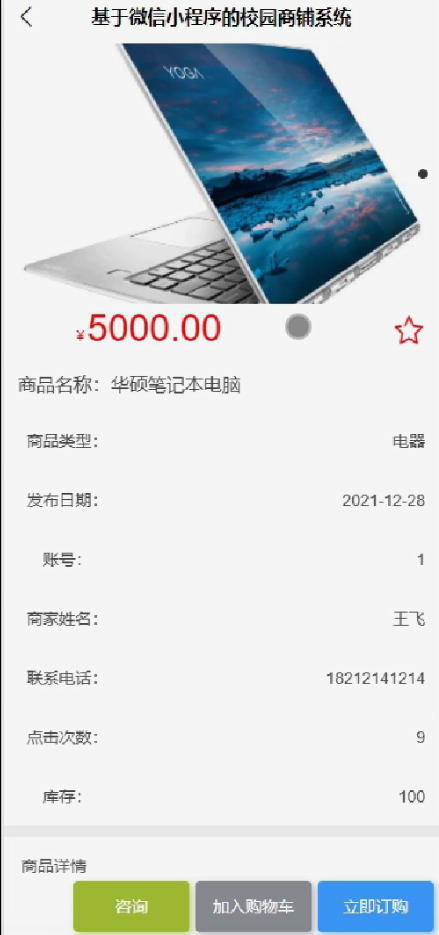 基于微信小程序的校园商铺系统
YOGA
¥5000.00
商品名称：华硕笔记本电脑
商品类型： 电器
发布日期： 2021-12-28
账号： 1
商家姓名： 王飞
联系电话： 18212141214
点击次数： 9
库存： 100
商品详情
咨询 加入购物车 立即订购